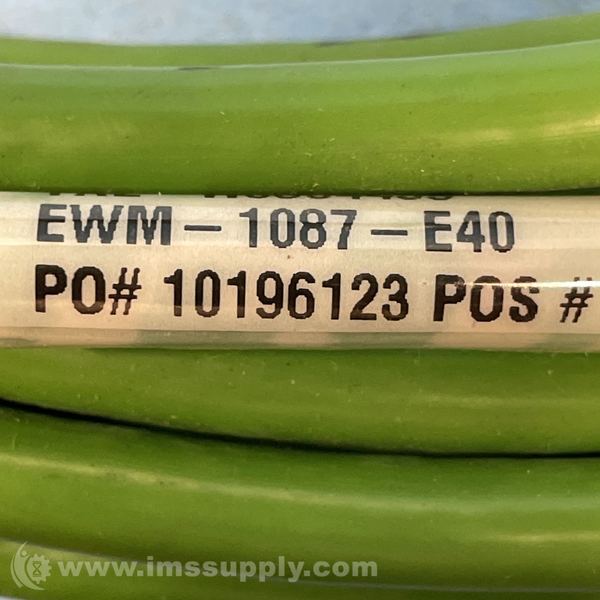 EWM - 1087 - E40
PO# 10196123 POS #
www.imssupply.com